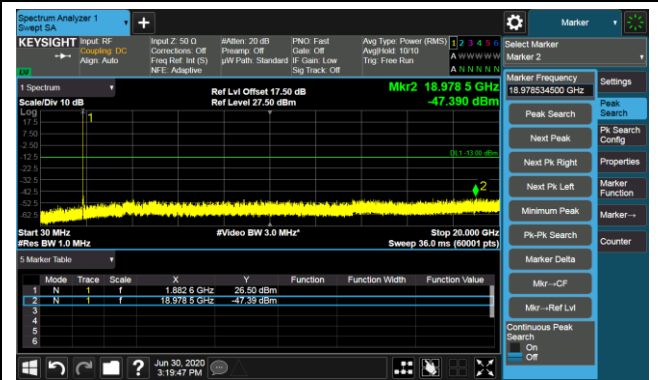 Spectrum Analyzer 1
Swept SA
+
Marker
KEYSIGHT
Input: RF
Coupling: DC
Align: Auto
Input Z: 50 Ω
Corrections: Off
Freq Ref: Int (S)
NFE: Adaptive
#Atten: 20 dB
Preamp: Off
µW Path: Standard
PNO: Fast
Gate: Off
IF Gain: Low
Sig Track: Off
Avg Type: Power (RMS)
Avg|Hold: 10/10
Trig: Free Run
1 2 3 4 5 6
A W W W W W
A N N N N N
Select Marker
Marker 2
1 Spectrum
Scale/Div 10 dB
Ref Lvl Offset 17.50 dB
Ref Level 27.50 dBm
Mkr2 18.978 5 GHz
-47.390 dBm
Log
17.5
7.50
-2.50
-12.5
-22.5
-32.5
-42.5
-52.5
-62.5
1
DL1 -13.00 dBm
2
Start 30 MHz
#Video BW 3.0 MHz*
Stop 20.000 GHz
#Res BW 1.0 MHz
Sweep 36.0 ms (60001 pts)
5 Marker Table
Mode Trace Scale X Y Function Function Width Function Value
1 N 1 f 1.882 6 GHz 26.50 dBm
2 N 1 f 18.978 5 GHz -47.39 dBm
3
4
5
6
Marker Frequency
18.978534500 GHz
Peak Search
Next Peak
Next Pk Right
Next Pk Left
Minimum Peak
Pk-Pk Search
Marker Delta
Mkr→CF
Mkr→Ref Lvl
Continuous Peak
Search
On
Off
Settings
Peak
Search
Pk Search
Config
Properties
Marker
Function
Marker→
Counter
?
Jun 30, 2020
3:19:47 PM